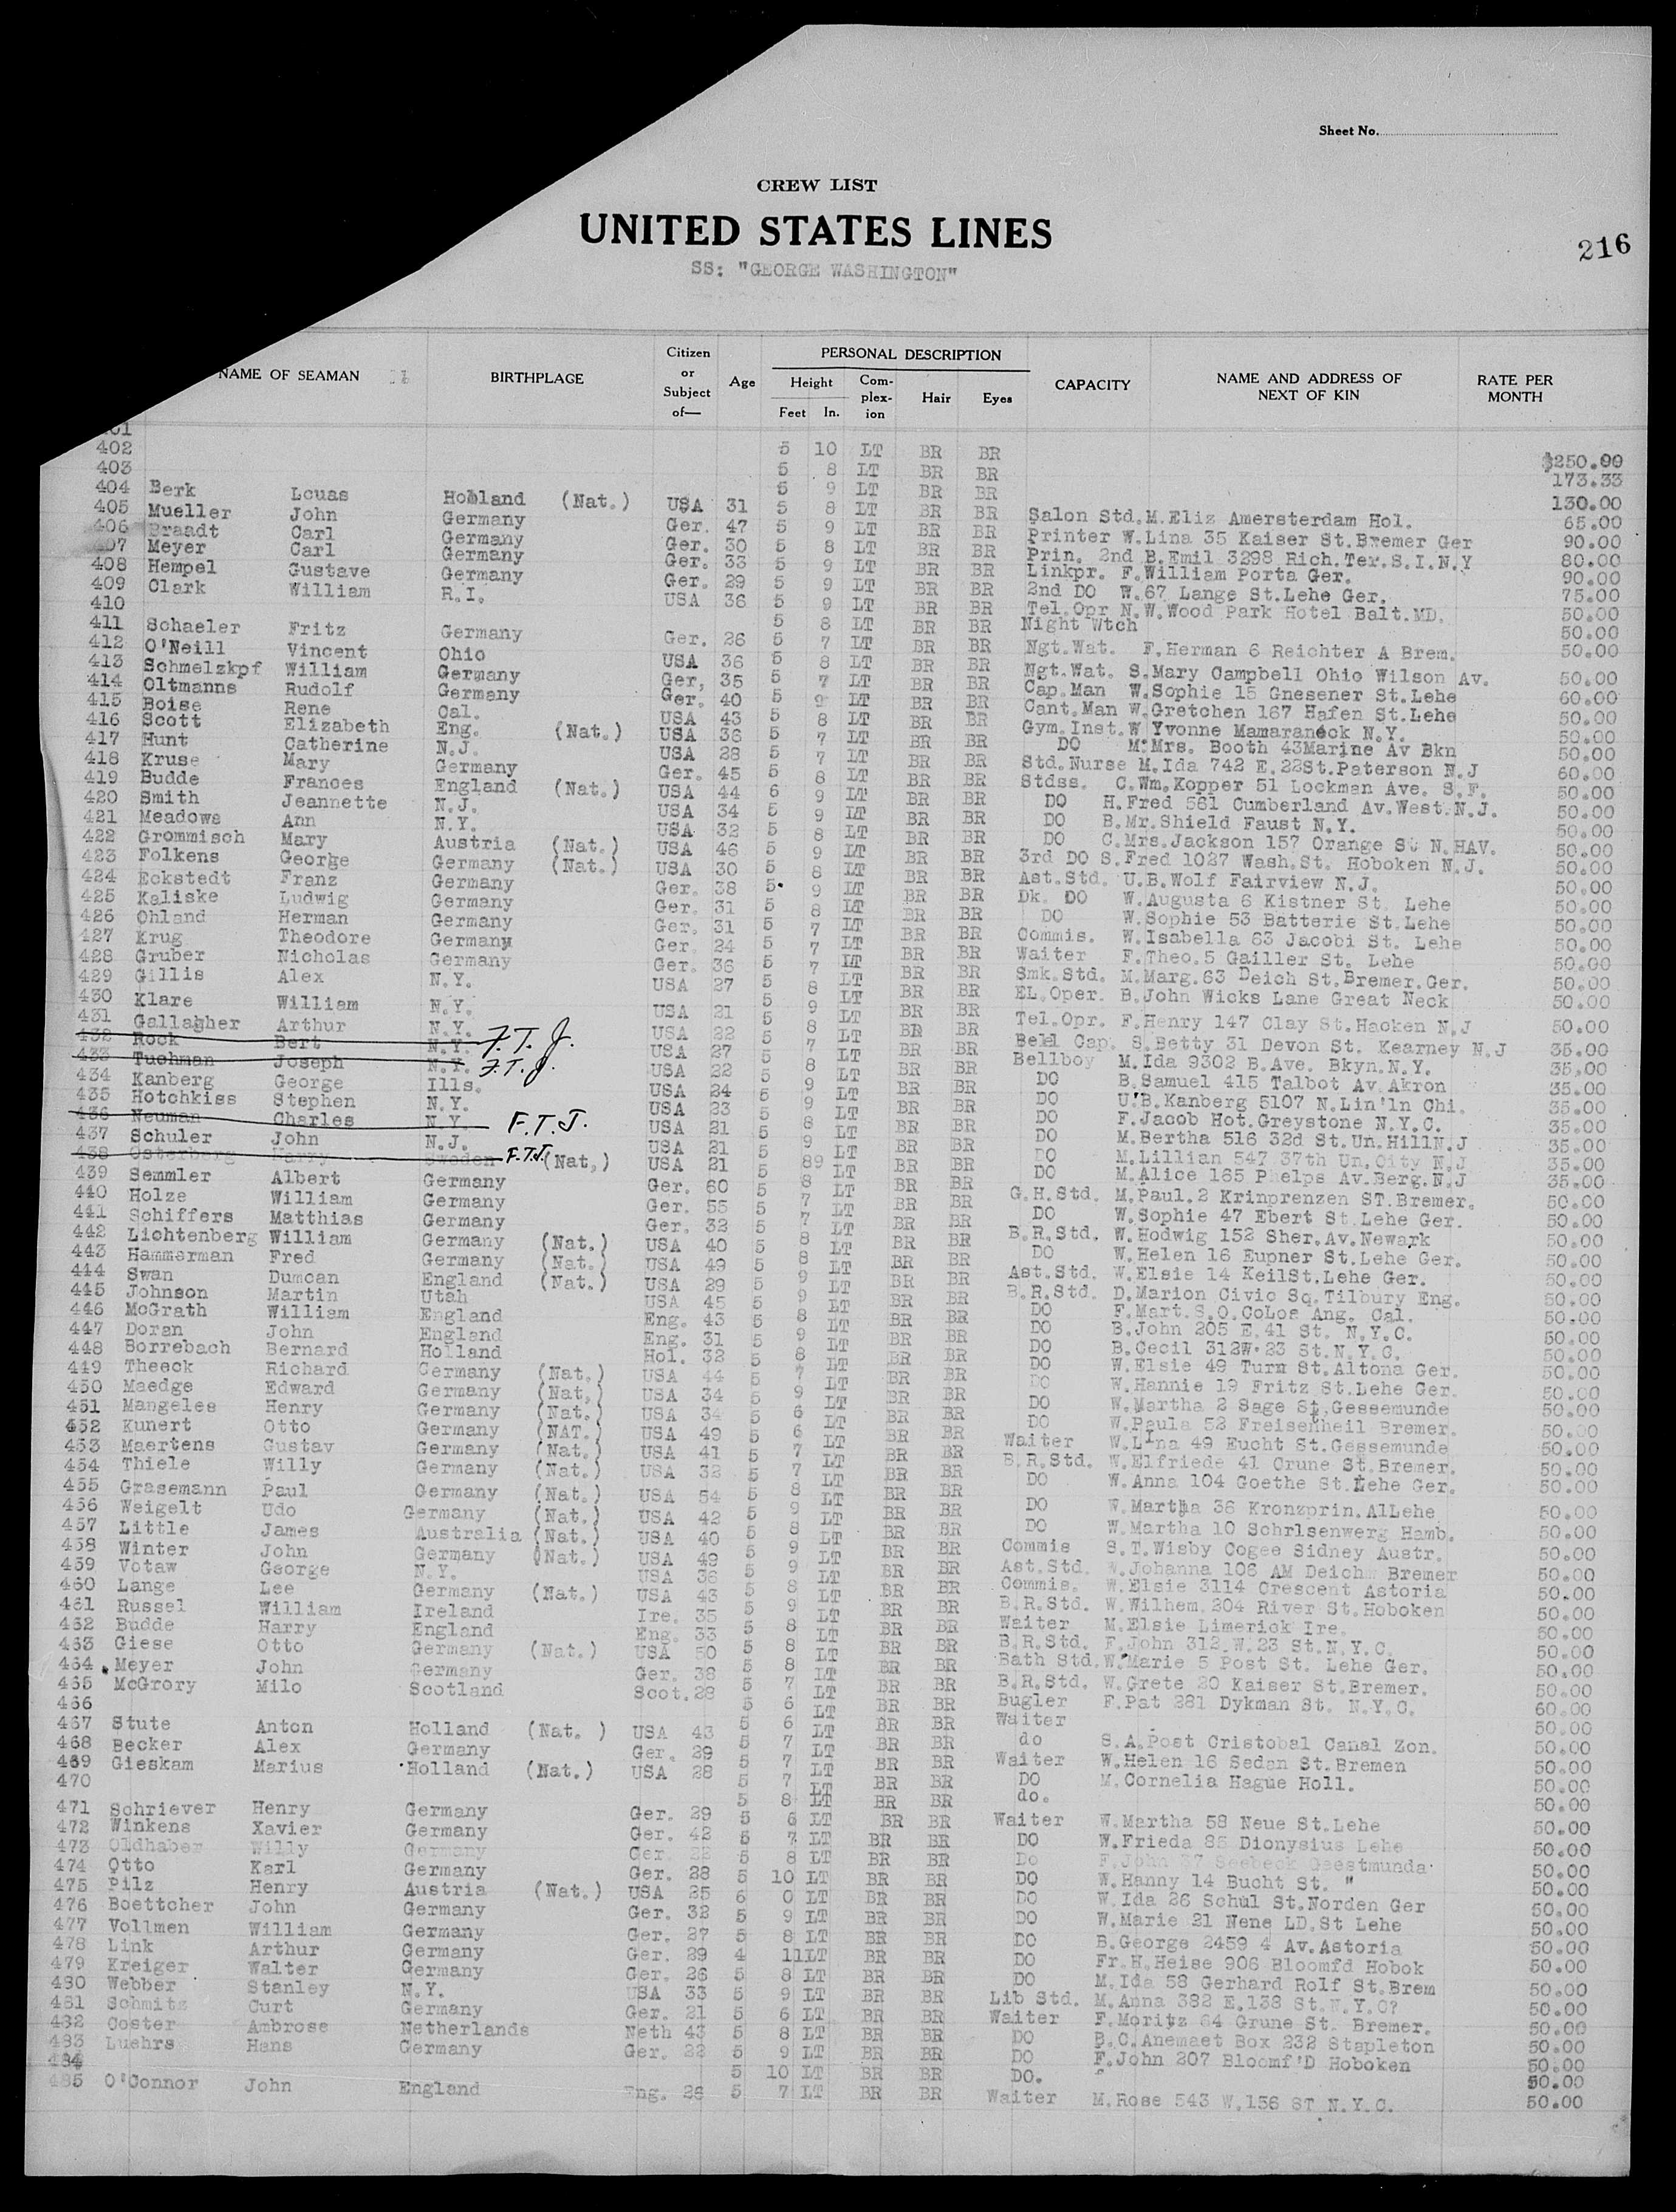 Sheet No.
CREW LIST
UNITED STATES LINES
216
SS: "GEORGE WASHINGTON"
NAME OF SEAMAN BIRTHPLACE Citizen or Subject of— Age PERSONAL DESCRIPTION Height Feet In. Com-plex-ion Hair Eyes CAPACITY NAME AND ADDRESS OF NEXT OF KIN RATE PER MONTH
401
402 5 10 LT BR BR $250.00
403 5 8 LT BR BR 173.33
404 Berk Louas Holland (Nat.) USA 31 5 9 LT BR BR Salon Std. M.Eliz Amersterdam Hol. 130.00
405 Mueller John Germany Ger. 47 5 8 LT BR BR Printer W.Lina 35 Kaiser St.Bremer Ger 65.00
406 Braadt Carl Germany Ger. 30 5 9 LT BR BR Prin. 2nd B.Emil 3298 Rich.Ter.S.I.N.Y 90.00
407 Meyer Carl Germany Ger. 33 5 8 LT BR BR Linkpr. F.William Porta Ger. 80.00
408 Hempel Gustave Germany Ger. 29 5 9 LT BR BR 2nd DO W.67 Lange St.Lehe Ger. 90.00
409 Clark William R.I. USA 36 5 9 LT BR BR Tel.Opr N.W.Wood Park Hotel Balt.MD. 75.00
410 5 9 LT BR BR Night Wtch 50.00
411 Schaeler Fritz Germany Ger. 26 5 8 LT BR BR Ngt.Wat. F.Herman 6 Reichter A Brem. 50.00
412 O'Neill Vincent Ohio USA 36 5 7 LT BR BR Ngt.Wat. S.Mary Campbell Ohio Wilson Av. 50.00
413 Schmelzkpf William Germany Ger. 35 5 8 LT BR BR Cap.Man W.Sophie 15 Gnesener St.Lehe 50.00
414 Oltmanns Rudolf Germany Ger. 40 5 7 LT BR BR Cant.Man W.Gretchen 167 Hafen St.Lehe 60.00
415 Boise Rene Cal. USA 43 5 9 LT BR BR Gym.Inst.W Yvonne Mamaraneck N.Y. 50.00
416 Scott Elizabeth Eng. (Nat.) USA 36 5 8 LT BR BR DO M.Mrs. Booth 43Marine Av Bkn 50.00
417 Hunt Catherine N.J. USA 28 5 7 LT BR BR Std.Nurse M.Ida 742 E.22St.Paterson N.J 50.00
418 Kruse Mary Germany Ger. 45 5 7 LT BR BR Stdss. C.Wm.Kopper 51 Lockman Ave. S.F. 60.00
419 Budde Frances England (Nat.) USA 44 6 8 LT BR BR DO H.Fred 561 Cumberland Av.West.N.J. 50.00
420 Smith Jeannette N.J. USA 34 5 9 LT BR BR DO B.Mr.Shield Faust N.Y. 50.00
421 Meadows Ann N.Y. USA 32 5 9 LT BR BR DO C.Mrs.Jackson 157 Orange St N.HAV. 50.00
422 Grommisch Mary Austria (Nat.) USA 46 5 8 LT BR BR 3rd DO S.Fred 1027 Wash.St. Hoboken N.J. 50.00
423 Folkens George Germany (Nat.) USA 30 5 9 LT BR BR Ast.Std. U.B.Wolf Fairview N.J. 50.00
424 Eckstedt Franz Germany Ger. 38 5 8 LT BR BR Dk. DO W.Augusta 6 Kistner St. Lehe 50.00
425 Kaliske Ludwig Germany Ger. 31 5 9 LT BR BR DO W.Sophie 53 Batterie St.Lehe 50.00
426 Ohland Herman Germany Ger. 31 5 8 LT BR BR Commis. W.Isabella 63 Jacobi St. Lehe 50.00
427 Krug Theodore Germany Ger. 24 5 7 LT BR BR Waiter F.Theo.5 Gailler St. Lehe 50.00
428 Gruber Nicholas Germany Ger. 36 5 7 LT BR BR Smk.Std. M.Marg.63 Deich St.Bremer.Ger. 50.00
429 Gillis Alex N.Y. USA 27 5 7 LT BR BR EL.Oper. B.John Wicks Lane Great Neck 50.00
430 Klare William N.Y. USA 21 5 8 LT BR BR Tel.Opr. F.Henry 147 Clay St.Hacken N.J 50.00
431 Gallagher Arthur N.Y. USA 22 5 9 LT BR BR Bell Cap. S.Betty 31 Devon St. Kearney N.J 35.00
432 Rock Bert N.Y. F.T.J. USA 27 5 8 LT BR BR Bellboy M.Ida 9302 B.Ave. Bkyn.N.Y. 35.00
433 Tuchman Joseph N.Y. F.T.J. USA 22 5 7 LT BR BR DO B.Samuel 415 Talbot Av.Akron 35.00
434 Kanberg George Ills. USA 24 5 8 LT BR BR DO U.B.Kanberg 5107 N.Lin'ln Chi. 35.00
435 Hotchkiss Stephen N.Y. USA 23 5 9 LT BR BR DO F.Jacob Hot.Greystone N.Y.C. 35.00
436 Neuman Charles N.Y. F.T.J. USA 21 5 9 LT BR BR DO M.Bertha 516 32d St.Un.HillN.J 35.00
437 Schuler John N.J. USA 21 5 8 LT BR BR DO M.Lillian 547 37th Un.City N.J 35.00
438 Osterberg Harry Sweden F.T.J. (Nat,) USA 21 5 9 LT BR BR DO M.Alice 165 Phelps Av.Berg.N.J 35.00
439 Semmler Albert Germany Ger. 60 5 89 LT BR BR G.H.Std. M.Paul.2 Krinprenzen ST.Bremer. 50.00
440 Holze William Germany Ger. 55 5 8 LT BR BR DO W.Sophie 47 Ebert St.Lehe Ger. 50.00
441 Schiffers Matthias Germany Ger. 32 5 7 LT BR BR B.R.Std. W.Hodwig 152 Sher.Av.Newark 50.00
442 Lichtenberg William Germany (Nat.) USA 40 5 7 LT BR BR DO W.Helen 16 Eupner St.Lehe Ger. 50.00
443 Hammerman Fred Germany (Nat.) USA 49 5 8 LT BR BR Ast.Std. W.Elsie 14 KeilSt.Lehe Ger. 50.00
444 Swan Duncan England (Nat.) USA 29 5 8 LT BR BR B.R.Std. D.Marion Civic Sq.Tilbury Eng. 50.00
445 Johnson Martin Utah USA 45 5 9 LT BR BR DO F.Mart.S.O.CoLos Ang. Cal. 50.00
446 McGrath William England Eng. 43 5 9 LT BR BR DO B.John 205 E.41 St. N.Y.C. 50.00
447 Doran John England Eng. 31 5 8 LT BR BR DO B.Cecil 312W.23 St.N.Y.C. 50.00
448 Borrebach Bernard Holland Hol. 32 5 9 LT BR BR DO W.Elsie 49 Turm St.Altona Ger. 50.00
449 Theeck Richard Germany (Nat.) USA 44 5 8 LT BR BR DO W.Hannie 19 Fritz St.Lehe Ger. 50.00
450 Maedge Edward Germany (Nat.) USA 34 5 7 LT BR BR DO W.Martha 2 Sage St.Gessemunde 50.00
451 Mangeles Henry Germany (Nat.) USA 34 5 9 LT BR BR DO W.Paula 52 Freisenheil Bremer. 50.00
452 Kunert Otto Germany (NAT.) USA 49 5 6 LT BR BR Waiter W.LIna 49 Eucht St.Gessemunde 50.00
453 Maertens Gustav Germany (Nat.) USA 41 5 6 LT BR BR B.R.Std. W.Elfriede 41 Crune St.Bremer. 50.00
454 Thiele Willy Germany (Nat.) USA 32 5 7 LT BR BR DO W.Anna 104 Goethe St.Lehe Ger. 50.00
455 Grasemann Paul Germany (Nat.) USA 54 5 7 LT BR BR DO W.Martha 36 Kronzprin.AlLehe 50.00
456 Weigelt Udo Germany (Nat.) USA 42 5 8 LT BR BR DO W.Martha 10 Schrlsenwerg Hamb. 50.00
457 Little James Australia (Nat.) USA 40 5 9 LT BR BR Commis S.T.Wisby Cogee Sidney Austr. 50.00
458 Winter John Germany (Nat.) USA 49 5 8 LT BR BR Ast.Std. W.Johanna 106 AM Deichm Bremer 50.00
459 Votaw George N.Y. USA 36 5 9 LT BR BR Commis. W.Elsie 3114 Crescent Astoria 50.00
460 Lange Lee Germany (Nat.) USA 43 5 9 LT BR BR B.R.Std. W.Wilhem.204 River St.Hoboken 50.00
461 Russel William Ireland Ire. 35 5 8 LT BR BR Waiter M.Elsie Limerick Ire. 50.00
462 Budde Harry England Eng. 33 5 9 LT BR BR B.R.Std. F.John 312.W.23 St.N.Y.C. 50.00
463 Giese Otto Germany (Nat.) USA 50 5 8 LT BR BR Bath Std. W.Marie 5 Post St. Lehe Ger. 50.00
464 Meyer John Germany Ger. 38 5 8 LT BR BR B.R.Std. W.Grete 20 Kaiser St.Bremer. 50.00
465 McGrory Milo Scotland Scot. 28 5 8 LT BR BR Bugler F.Pat 281 Dykman St. N.Y.C. 60.00
466 5 7 LT BR BR Waiter 50.00
467 Stute Anton Holland (Nat. ) USA 43 5 6 LT BR BR do S.A.Post Cristobal Canal Zon. 50.00
468 Becker Alex Germany Ger. 29 5 6 LT BR BR Waiter W.Helen 16 Sedan St.Bremen 50.00
469 Gieskam Marius Holland (Nat.) USA 28 5 7 LT BR BR DO M.Cornelia Hague Holl. 50.00
470 5 7 LT BR BR do. 50.00
471 Schriever Henry Germany Ger. 29 5 8 LT BR BR Waiter W.Martha 58 Neue St.Lehe 50.00
472 Winkens Xavier Germany Ger. 42 5 6 LT BR BR DO W.Frieda 85 Dionysius Lehe 50.00
473 Oldhaber Willy Germany Ger. 22 5 7 LT BR BR Do F.John 37 Seebeck Geestmunda 50.00
474 Otto Karl Germany Ger. 28 5 8 LT BR BR DO W.Hanny 14 Bucht St. " 50.00
475 Pilz Henry Austria (Nat.) USA 25 5 10 LT BR BR DO W.Ida 26 Schul St.Norden Ger 50.00
476 Boettcher John Germany Ger. 32 6 0 LT BR BR DO W.Marie 21 Nene LD.St Lehe 50.00
477 Vollmen William Germany Ger. 27 5 9 LT BR BR DO B.George 2459 4 Av.Astoria 50.00
478 Link Arthur Germany Ger. 29 5 8 LT BR BR DO Fr.H.Heise 906 Bloomfd Hobok 50.00
479 Kreiger Walter Germany Ger. 26 4 11LT BR BR DO M.Ida 58 Gerhard Rolf St.Brem 50.00
480 Webber Stanley N.Y. USA 33 5 8 LT BR BR Lib Std. M.Anna 382 E.138 St.N.Y.C? 50.00
481 Schmitz Curt Germany Ger. 21 5 9 LT BR BR Waiter F.Moritz 64 Grune St. Bremer. 50.00
482 Coster Ambrose Netherlands Neth 43 5 6 LT BR BR DO B.C.Anemaet Box 232 Stapleton 50.00
483 Luehrs Hans Germany Ger. 22 5 8 LT BR BR DO F.John 207 Bloomf'D Hoboken 50.00
484 5 9 LT BR BR DO. 50.00
485 O'Connor John England Eng. 26 5 10 LT BR BR Waiter M.Rose 543 W.156 ST N.Y.C. 50.00
5 7 LT BR BR